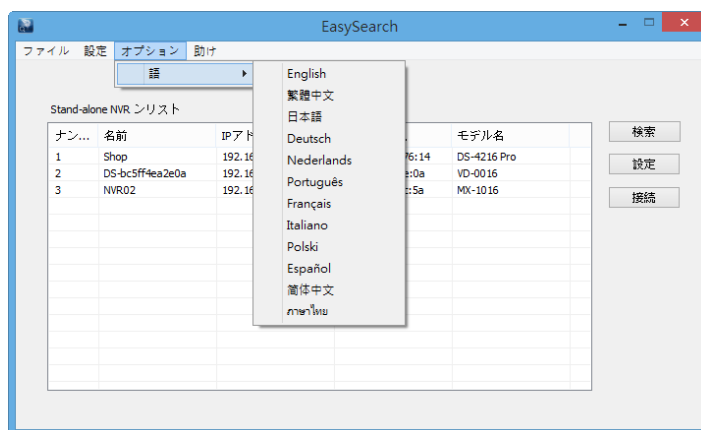 EasySearch
ファイル 設定 オプション 助け
語
English
繁體中文
日本語
Deutsch
Nederlands
Português
Français
Italiano
Polski
Español
简体中文
ภาษาไทย
Stand-alone NVR ンリスト
ナン... 名前 IPアド モデル名
1 Shop 192.16 76:14 DS-4216 Pro
2 DS-bc5ff4ea2e0a 192.16 :0a VD-0016
3 NVR02 192.16 :5a MX-1016
検索
設定
接続